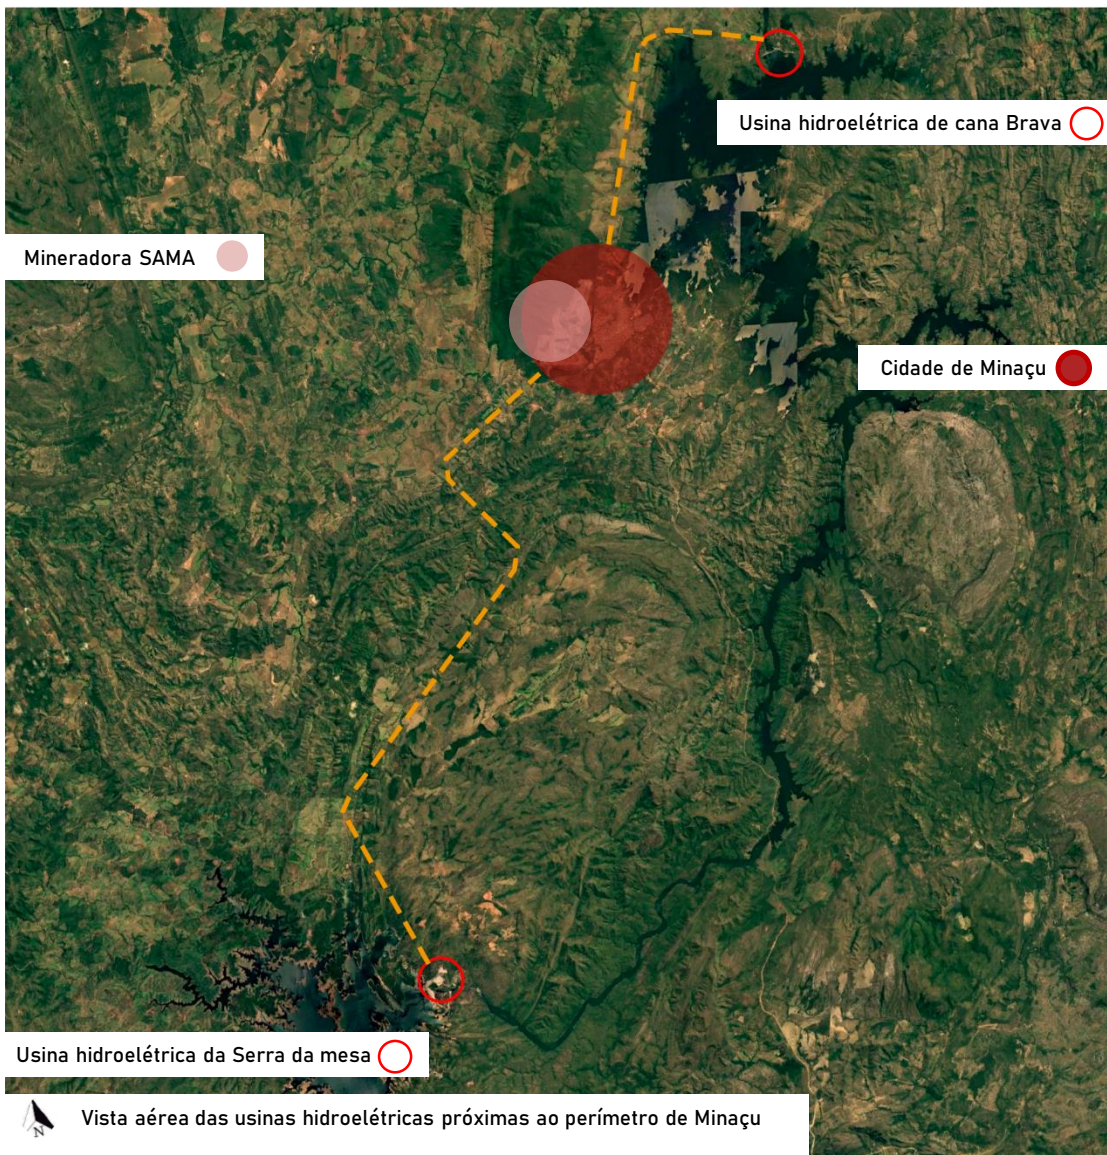 Usina hidroelétrica de cana Brava
Mineradora SAMA
Cidade de Minaçu
Usina hidroelétrica da Serra da mesa
N
Vista aérea das usinas hidroelétricas próximas ao perímetro de Minaçu